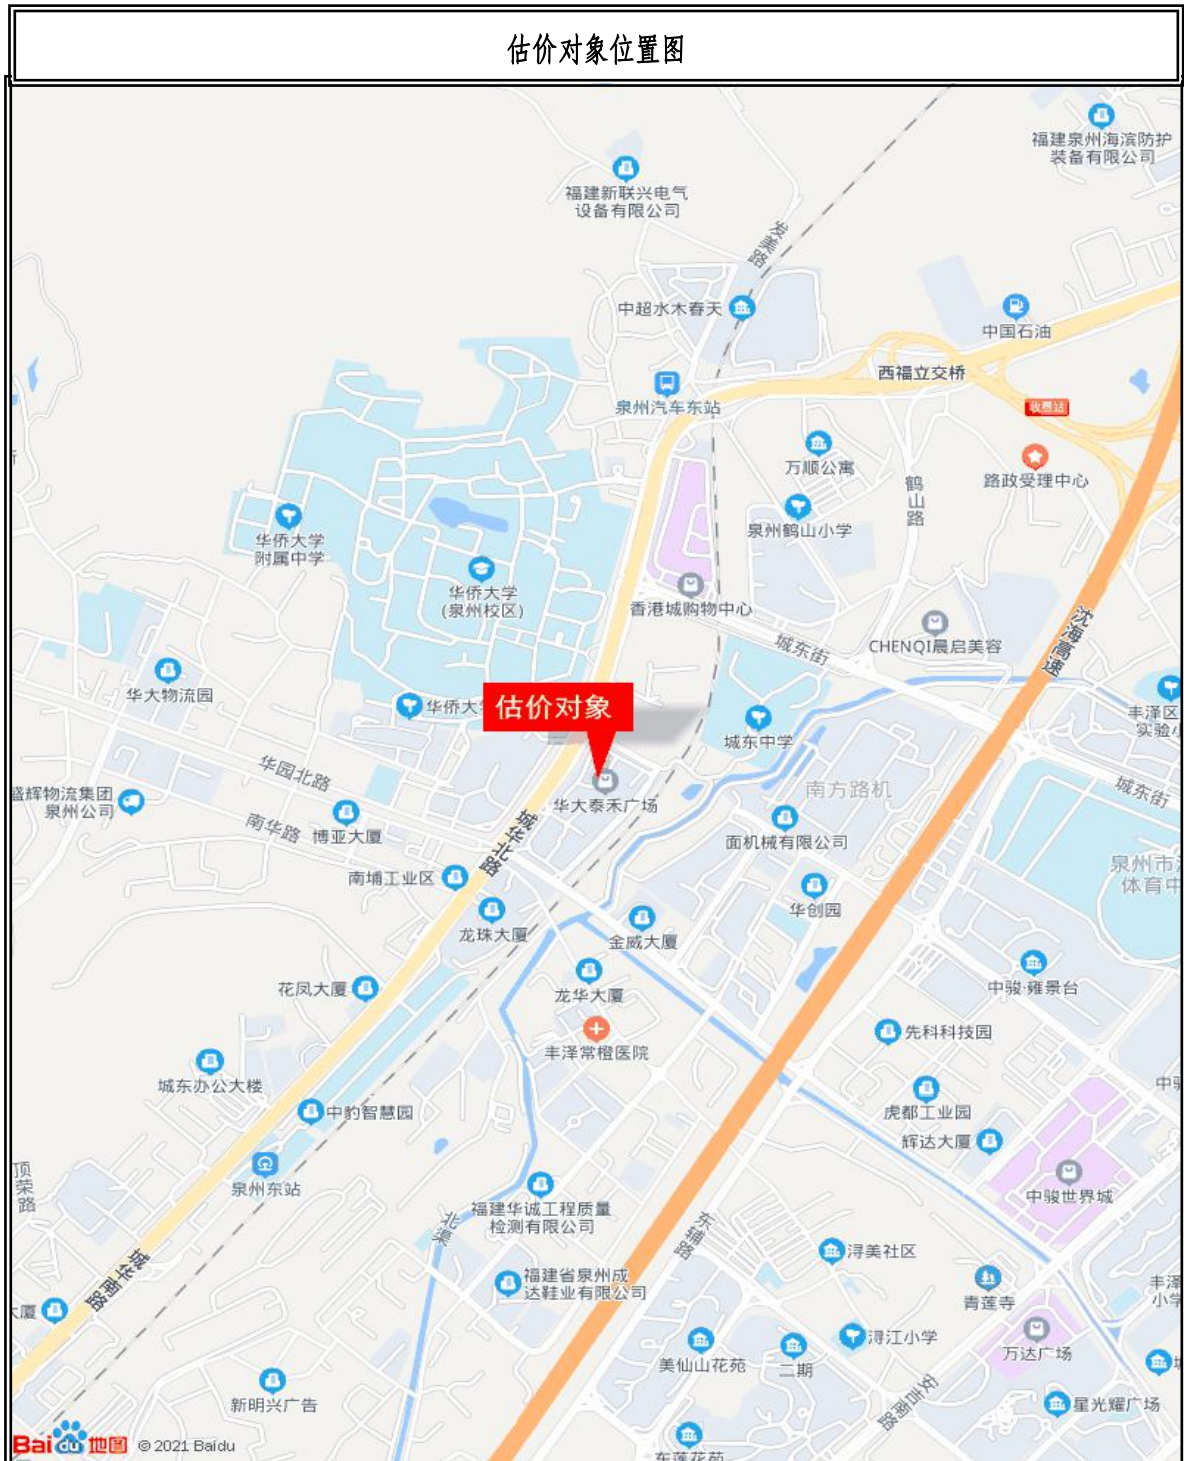 估价对象位置图
福建泉州海滨防护
装备有限公司
福建新联兴电气
设备有限公司
发美路
中超水木春天
中国石油
西福立交桥
泉州汽车东站
收费站
万顺公寓
路政受理中心
鹤山路
泉州鹤山小学
华侨大学
附属中学
华侨大学
(泉州校区)
香港城购物中心
沈海高速
城东街
CHENQI晨启美容
华大物流园
华侨大
估价对象
丰泽区
实验小
城东中学
华园北路
南方路机
城东街
盛辉物流集团
泉州公司
华大泰禾广场
南华路
博亚大厦
城华北路
面机械有限公司
泉州市
体育中
南埔工业区
华创园
龙珠大厦
金威大厦
花凤大厦
龙华大厦
中骏·雍景台
先科科技园
丰泽常橙医院
城东办公大楼
中骏
中豹智慧园
虎都工业园
辉达大厦
顶荣路
泉州东站
中骏世界城
福建华诚工程质量
检测有限公司
北渠
东辅路
浔美社区
城华南路
福建省泉州成
达鞋业有限公司
青莲寺
丰泽
小学
大厦
浔江小学
万达广场
美仙山花苑
二期
新明兴广告
安吉南路
星光耀广场
东莲花苑
Bai du 地图 © 2021 Baidu